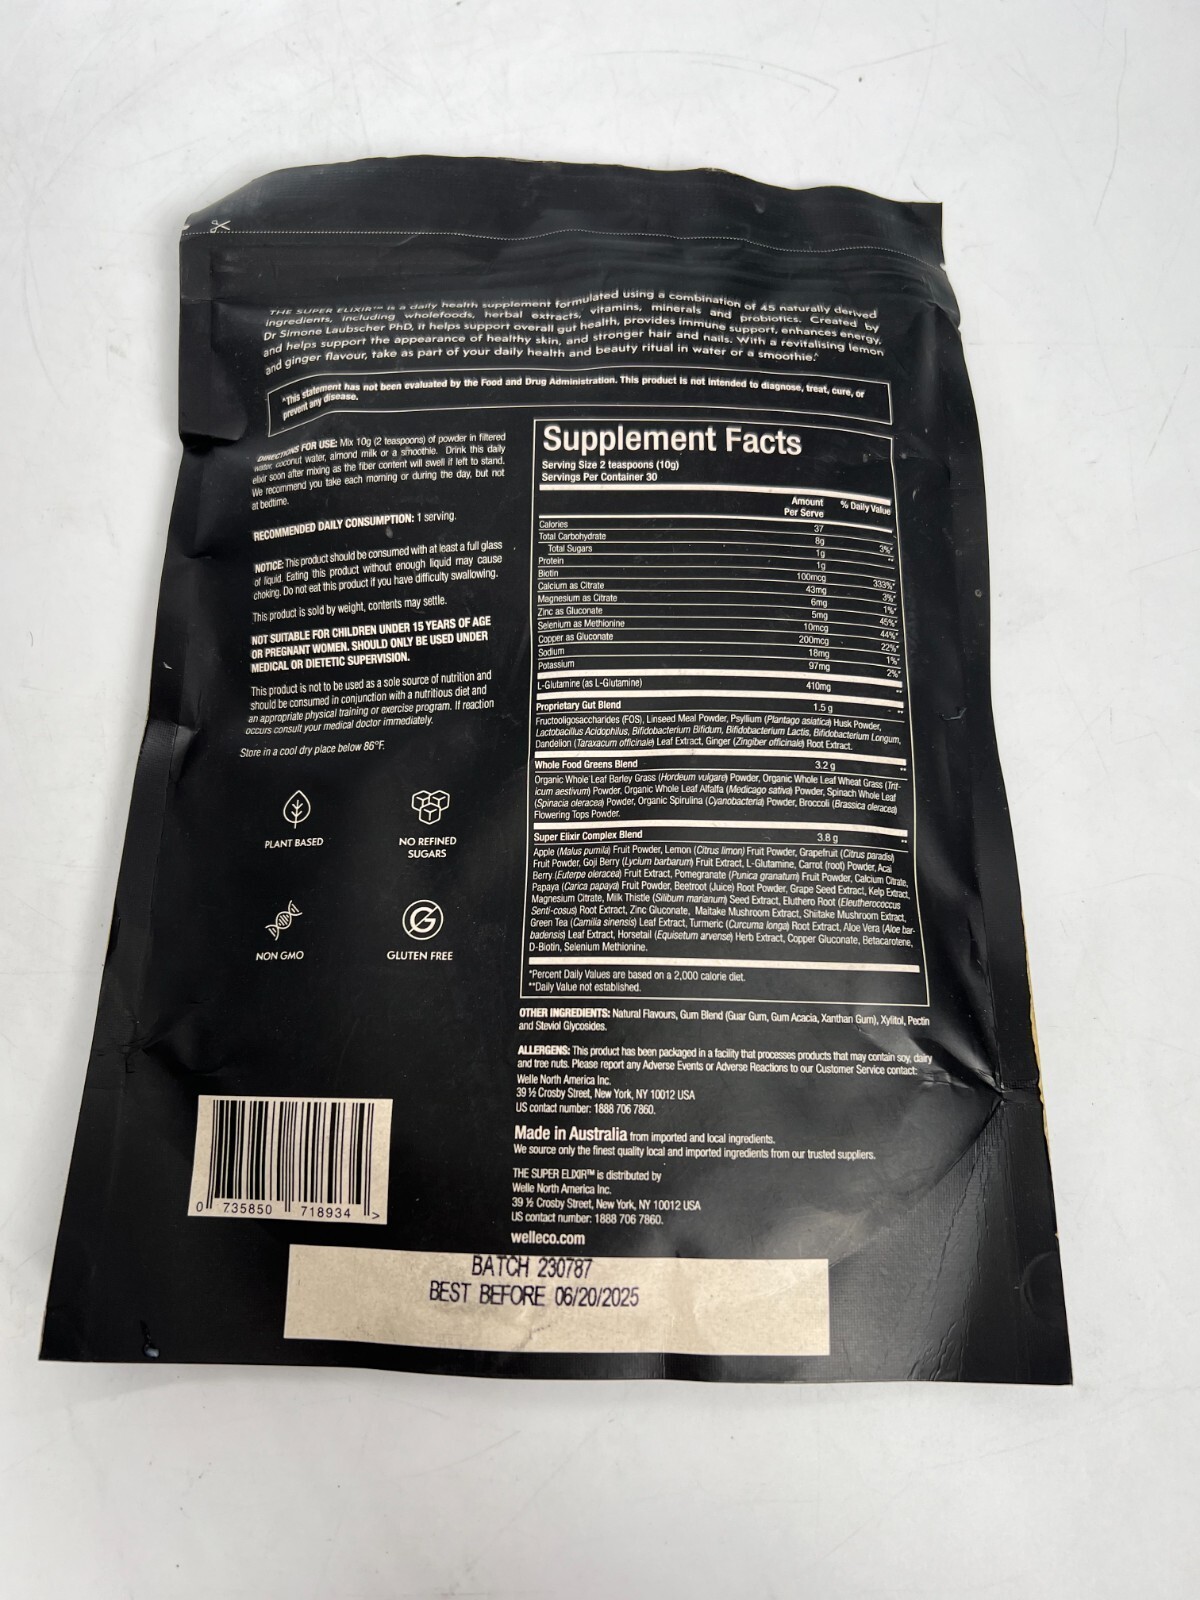 THE SUPER ELIXIR™ is a daily health supplement formulated using a combination of 45 naturally derived
ingredients, including wholefoods, herbal extracts, vitamins, minerals and probiotics. Created by
Dr Simone Laubscher PhD, it helps support overall gut health, provides immune support, enhances energy,
and helps support the appearance of healthy skin, and stronger hair and nails. With a revitalising lemon
and ginger flavour, take as part of your daily health and beauty ritual in water or a smoothie.^
^This statement has not been evaluated by the Food and Drug Administration. This product is not intended to diagnose, treat, cure, or
prevent any disease.
DIRECTIONS FOR USE: Mix 10g (2 teaspoons) of powder in filtered
water, coconut water, almond milk or a smoothie. Drink this daily
elixir soon after mixing as the fiber content will swell if left to stand.
We recommend you take each morning or during the day, but not
at bedtime.
RECOMMENDED DAILY CONSUMPTION: 1 serving.
NOTICE: This product should be consumed with at least a full glass
of liquid. Eating this product without enough liquid may cause
choking. Do not eat this product if you have difficulty swallowing.
This product is sold by weight, contents may settle.
NOT SUITABLE FOR CHILDREN UNDER 15 YEARS OF AGE
OR PREGNANT WOMEN. SHOULD ONLY BE USED UNDER
MEDICAL OR DIETETIC SUPERVISION.
This product is not to be used as a sole source of nutrition and
should be consumed in conjunction with a nutritious diet and
an appropriate physical training or exercise program. If reaction
occurs consult your medical doctor immediately.
Store in a cool dry place below 86°F.
PLANT BASED
NO REFINED
SUGARS
NON GMO
GLUTEN FREE
Supplement Facts
Serving Size 2 teaspoons (10g)
Servings Per Container 30
Amount
Per Serve
% Daily Value
Calories 37
Total Carbohydrate 8g 3%*
Total Sugars 1g **
Protein 1g
Biotin 100mcg 333%*
Calcium as Citrate 43mg 3%*
Magnesium as Citrate 6mg 1%*
Zinc as Gluconate 5mg 45%*
Selenium as Methionine 10mcg 44%*
Copper as Gluconate 200mcg 22%*
Sodium 18mg 1%*
Potassium 97mg 2%*
L-Glutamine (as L-Glutamine) 410mg **
Proprietary Gut Blend 1.5 g **
Fructooligosaccharides (FOS), Linseed Meal Powder, Psyllium (Plantago asiatica) Husk Powder,
Lactobacillus Acidophilus, Bifidobacterium Bifidum, Bifidobacterium Lactis, Bifidobacterium Longum,
Dandelion (Taraxacum officinale) Leaf Extract, Ginger (Zingiber officinale) Root Extract.
Whole Food Greens Blend 3.2 g **
Organic Whole Leaf Barley Grass (Hordeum vulgare) Powder, Organic Whole Leaf Wheat Grass (Trit-
icum aestivum) Powder, Organic Whole Leaf Alfalfa (Medicago sativa) Powder, Spinach Whole Leaf
(Spinacia oleracea) Powder, Organic Spirulina (Cyanobacteria) Powder, Broccoli (Brassica oleracea)
Flowering Tops Powder.
Super Elixir Complex Blend 3.8 g **
Apple (Malus pumila) Fruit Powder, Lemon (Citrus limon) Fruit Powder, Grapefruit (Citrus paradisi)
Fruit Powder, Goji Berry (Lycium barbarum) Fruit Extract, L-Glutamine, Carrot (root) Powder, Acai
Berry (Euterpe oleracea) Fruit Extract, Pomegranate (Punica granatum) Fruit Powder, Calcium Citrate,
Papaya (Carica papaya) Fruit Powder, Beetroot (Juice) Root Powder, Grape Seed Extract, Kelp Extract,
Magnesium Citrate, Milk Thistle (Silibum marianum) Seed Extract, Eluthero Root (Eleutherococcus
Senti-cosus) Root Extract, Zinc Gluconate, Maitake Mushroom Extract, Shiitake Mushroom Extract,
Green Tea (Camilla sinensis) Leaf Extract, Turmeric (Curcuma longa) Root Extract, Aloe Vera (Aloe bar-
badensis) Leaf Extract, Horsetail (Equisetum arvense) Herb Extract, Copper Gluconate, Betacarotene,
D-Biotin, Selenium Methionine.
*Percent Daily Values are based on a 2,000 calorie diet.
**Daily Value not established.
OTHER INGREDIENTS: Natural Flavours, Gum Blend (Guar Gum, Gum Acacia, Xanthan Gum), Xylitol, Pectin
and Steviol Glycosides.
ALLERGENS: This product has been packaged in a facility that processes products that may contain soy, dairy
and tree nuts. Please report any Adverse Events or Adverse Reactions to our Customer Service contact:
Welle North America Inc.
39 ½ Crosby Street, New York, NY 10012 USA
US contact number: 1888 706 7860.
Made in Australia from imported and local ingredients.
We source only the finest quality local and imported ingredients from our trusted suppliers.
THE SUPER ELIXIR™ is distributed by
Welle North America Inc.
39 ½ Crosby Street, New York, NY 10012 USA
US contact number: 1888 706 7860.
welleco.com
0 735850 718934 >
BATCH 230787
BEST BEFORE 06/20/2025